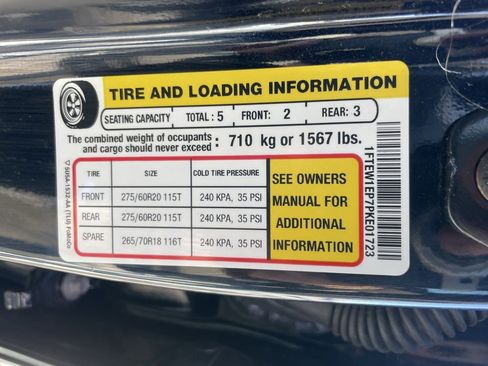 TIRE AND LOADING INFORMATION
SEATING CAPACITY TOTAL : 5 FRONT: 2 REAR: 3
The combined weight of occupants
and cargo should never exceed : 710 kg or 1567 lbs.
TIRE SIZE COLD TIRE PRESSURE
FRONT 275/60R20 115T 240 KPA, 35 PSI
REAR 275/60R20 115T 240 KPA, 35 PSI
SPARE 265/70R18 116T 240 KPA, 35 PSI
SEE OWNERS
MANUAL FOR
ADDITIONAL
INFORMATION
1FTEW1EP7PKE01723